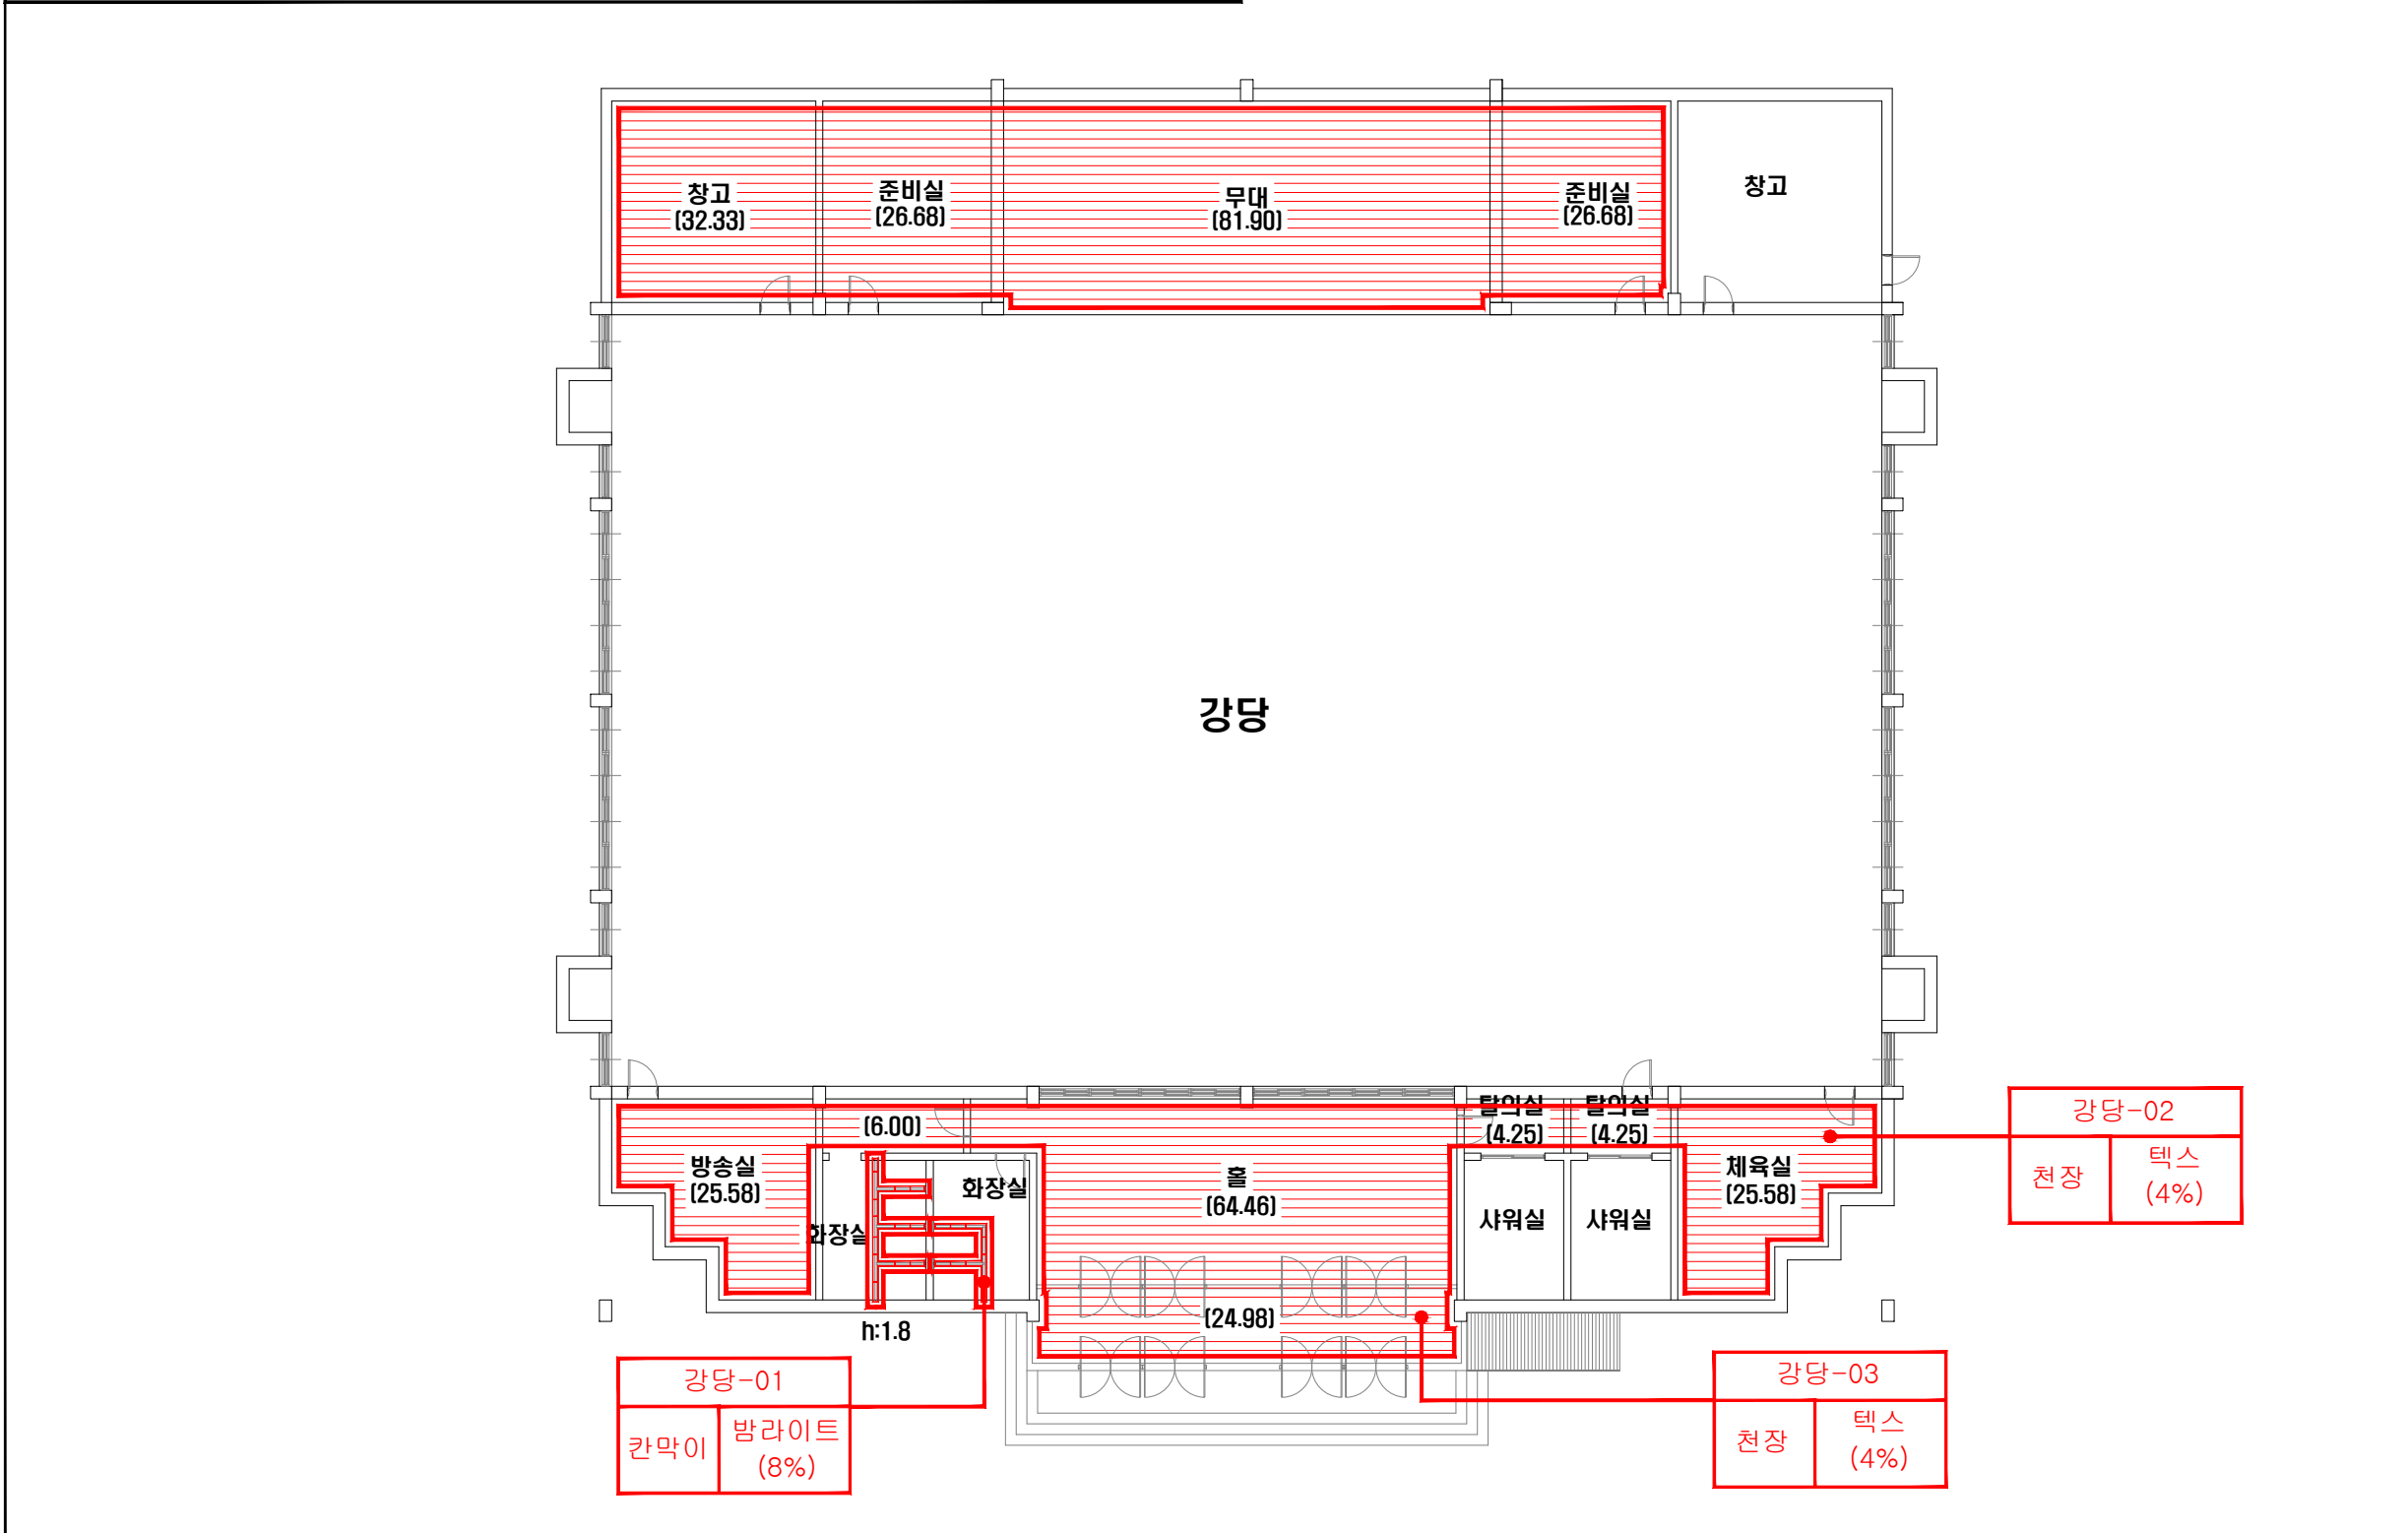 창고
(32.33)
준비실
(26.68)
무대
(81.90)
준비실
(26.68)
창고
강당
(6.00)
탈의실
(4.25)
탈의실
(4.25)
방송실
(25.58)
화장실
화장실
홀
(64.46)
샤워실
샤워실
체육실
(25.58)
(24.98)
h:1.8
강당-02
천장
텍스
(4%)
강당-01
칸막이
밤라이트
(8%)
강당-03
천장
텍스
(4%)